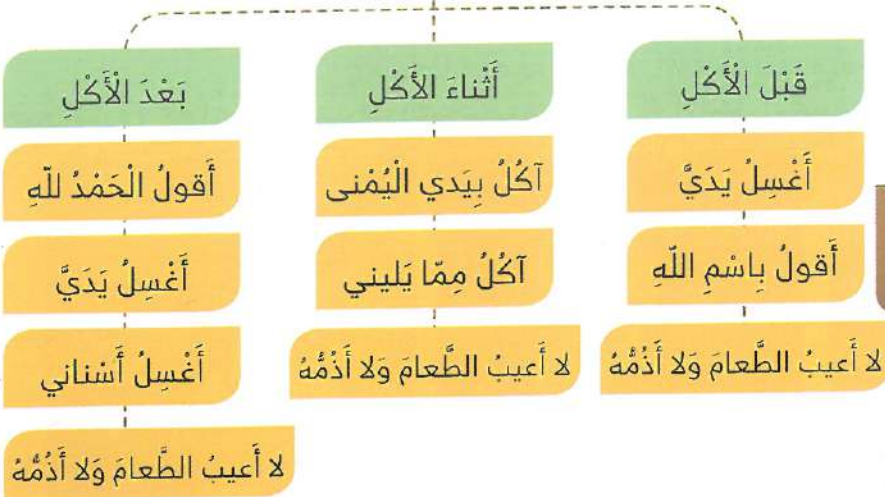 قَبْلَ الْأَكْلِ
أَغْسِلُ يَدَيَّ
أَقولُ بِاسْمِ اللّهِ
لا أَعيبُ الطَّعامَ وَلا أَذُمُّهُ
أَثْناءَ الأَكْلِ
آكُلُ بِيَدي الْيُمْنى
آكُلُ مِمّا يَليني
لا أَعيبُ الطَّعامَ وَلا أَذُمُّهُ
بَعْدَ الْأَكْلِ
أَقولُ الْحَمْدُ للّهِ
أَغْسِلُ يَدَيَّ
أَغْسِلُ أَسْناني
لا أَعيبُ الطَّعامَ وَلا أَذُمُّهُ